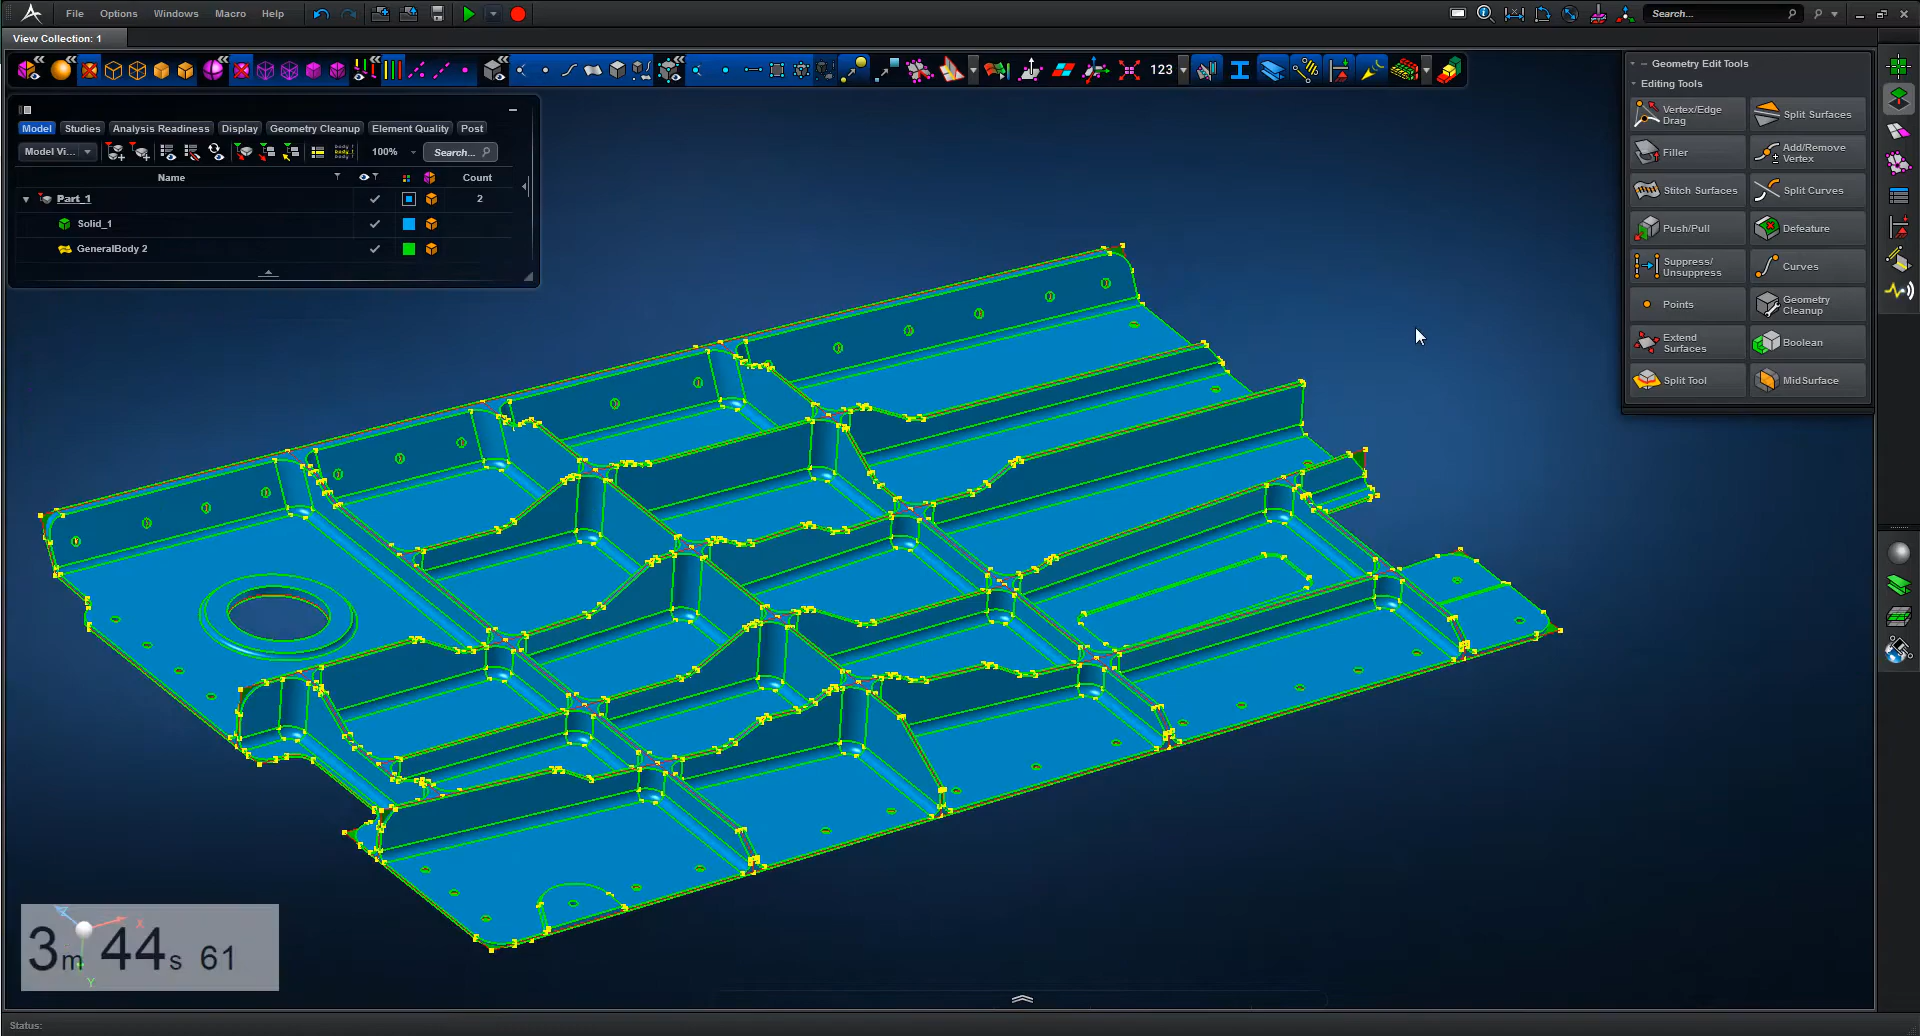 File Options Windows Macro Help Search...
View Collection: 1
123
Geometry Edit Tools
Editing Tools
Vertex/Edge Drag
Split Surfaces
Filler
Add/Remove Vertex
Stitch Surfaces
Split Curves
Push/Pull
Defeature
Suppress/ Unsuppress
Curves
Points
Geometry Cleanup
Extend Surfaces
Boolean
Split Tool
MidSurface
Model Studies Analysis Readiness Display Geometry Cleanup Element Quality Post
Model Vi... 100% Search...
Name Count
Part_1 2
Solid_1
GeneralBody 2
X
3m 44s 61
Y
Status: